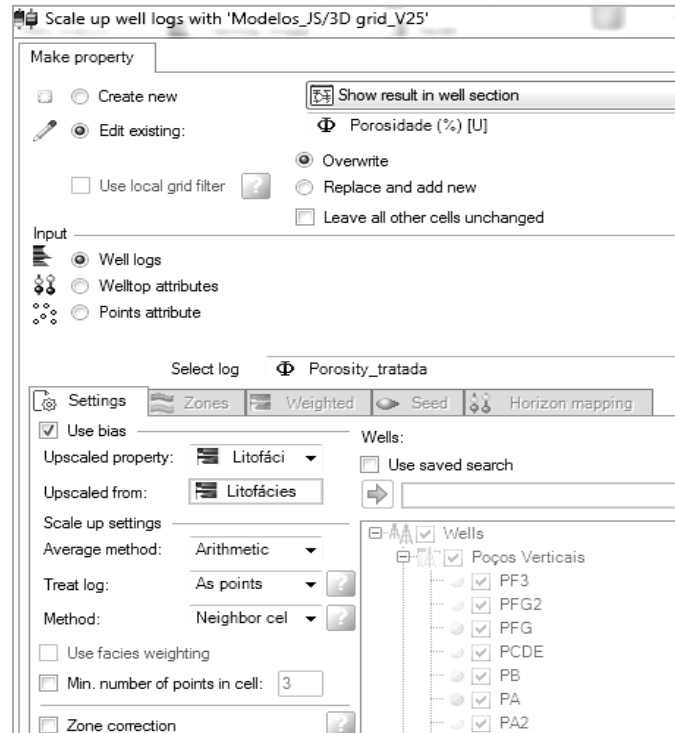 Scale up well logs with 'Modelos_JS/3D grid_V25'
Make property
Create new
Show result in well section
Edit existing:
Φ Porosidade (%) [U]
Overwrite
Use local grid filter ?
Replace and add new
Leave all other cells unchanged
Input
Well logs
Welltop attributes
Points attribute
Select log Φ Porosity_tratada
Settings Zones Weighted Seed Horizon mapping
Use bias
Wells:
Upscaled property: Litofáci
Use saved search
Upscaled from: Litofácies
Scale up settings
Wells
Average method: Arithmetic
Poços Verticais
Treat log: As points ?
PF3
PFG2
Method: Neighbor cel ?
PFG
Use facies weighting
PCDE
Min. number of points in cell: 3
PB
PA
Zone correction ?
PA2